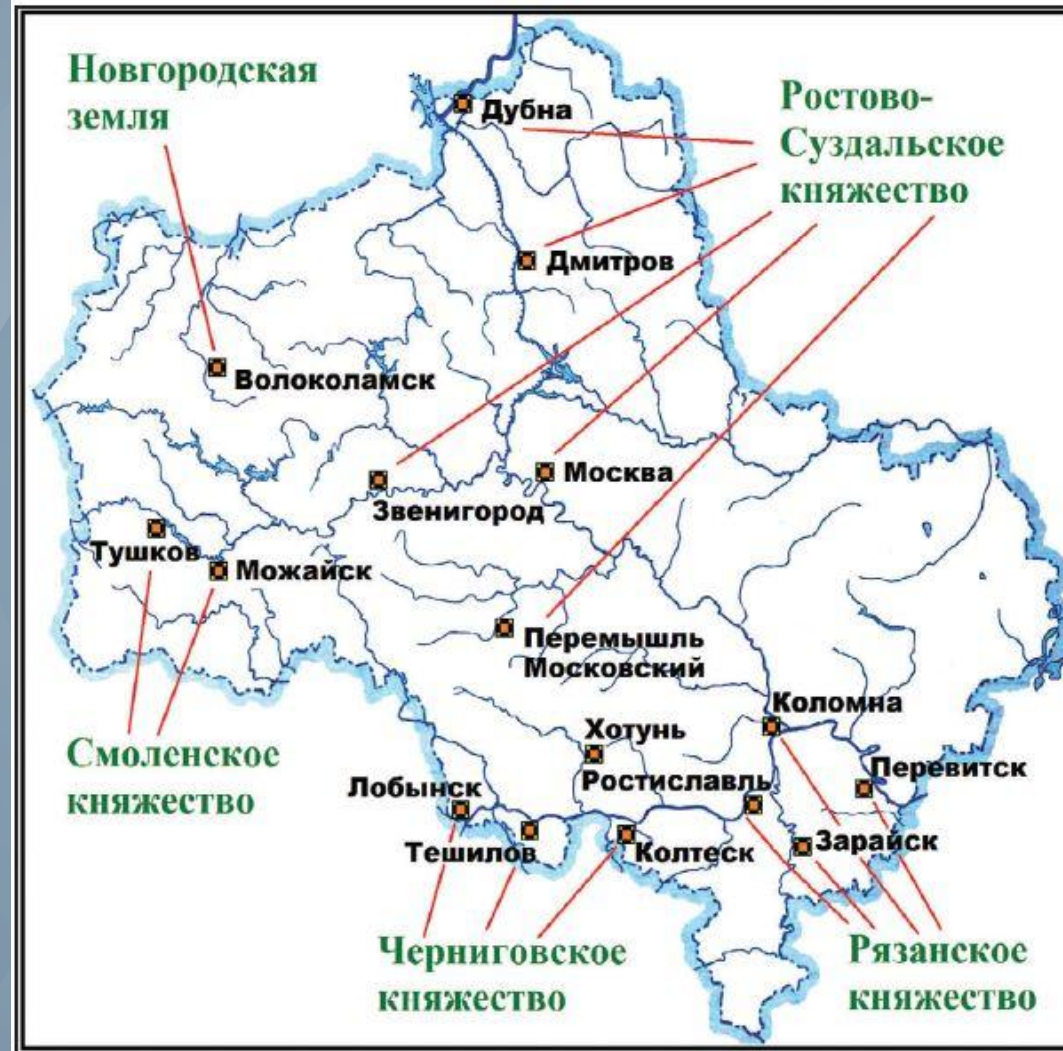 Новгородская
земля
Ростово-
Суздальское
княжество
Дубна
Дмитров
Волоколамск
Москва
Звенигород
Тушков
Можайск
Перемышль
Московский
Коломна
Хотунь
Смоленское
княжество
Перевитск
Лобынск
Ростиславль
Тешилов
Колтеск
Зарайск
Черниговское
княжество
Рязанское
княжество